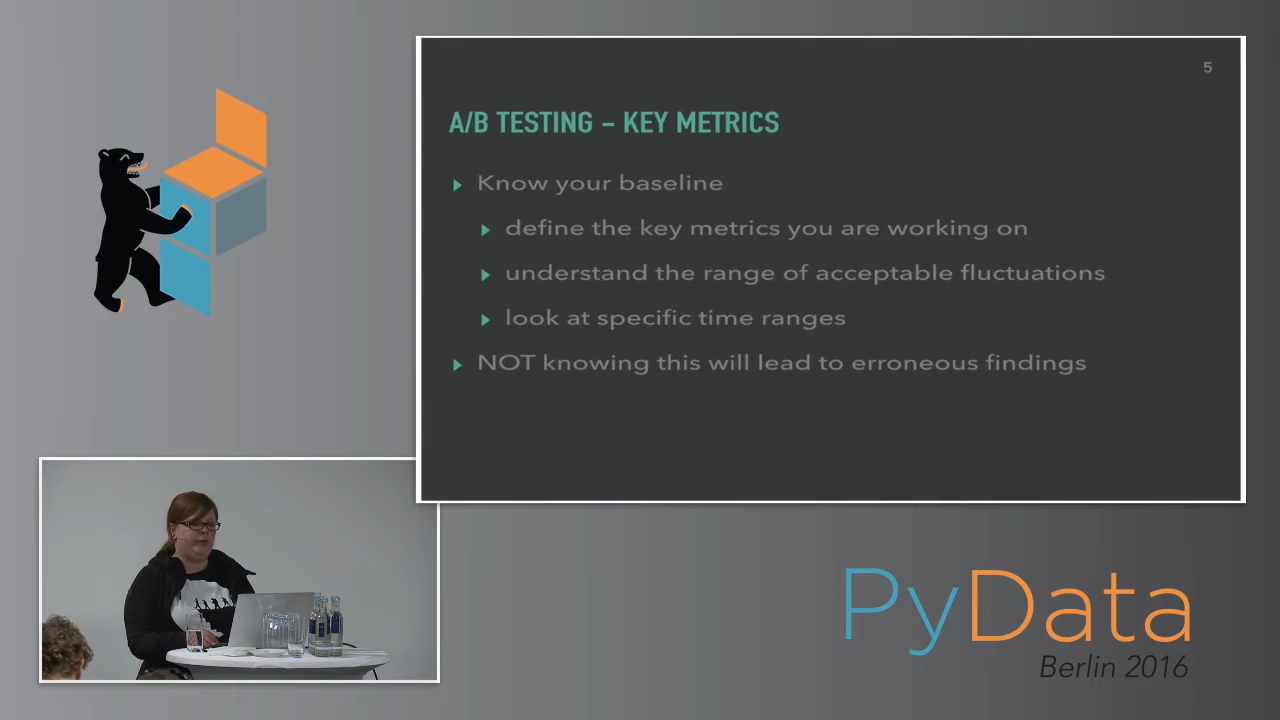 5
A/B TESTING – KEY METRICS
Know your baseline
define the key metrics you are working on
understand the range of acceptable fluctuations
look at specific time ranges
NOT knowing this will lead to erroneous findings
PyData
Berlin 2016